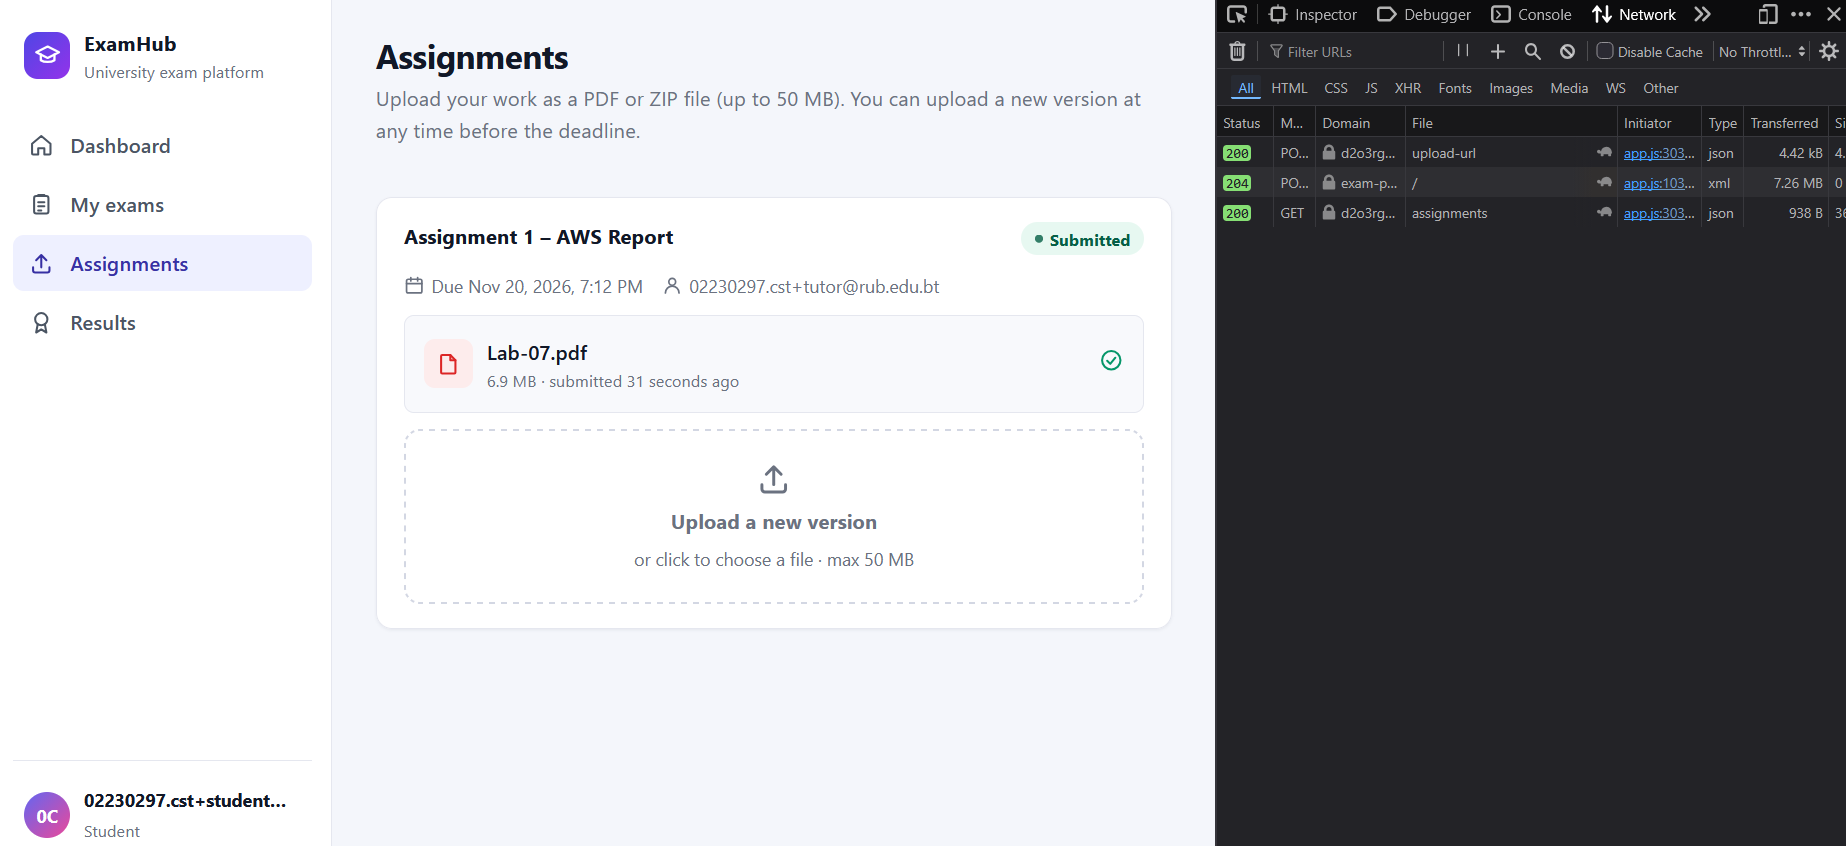 ExamHub
University exam platform
Dashboard
My exams
Assignments
Results
0C
02230297.cst+student...
Student
Assignments
Upload your work as a PDF or ZIP file (up to 50 MB). You can upload a new version at
any time before the deadline.
Assignment 1 – AWS Report
Submitted
Due Nov 20, 2026, 7:12 PM
02230297.cst+tutor@rub.edu.bt
Lab-07.pdf
6.9 MB · submitted 31 seconds ago
Upload a new version
or click to choose a file · max 50 MB
Inspector Debugger Console Network
Filter URLs Disable Cache No Throttl...
All HTML CSS JS XHR Fonts Images Media WS Other
Status M... Domain File Initiator Type Transferred Si
200 PO... d2o3rg... upload-url app.js:303... json 4.42 kB 4.
204 PO... exam-p... / app.js:103... xml 7.26 MB 0
200 GET d2o3rg... assignments app.js:303... json 938 B 36